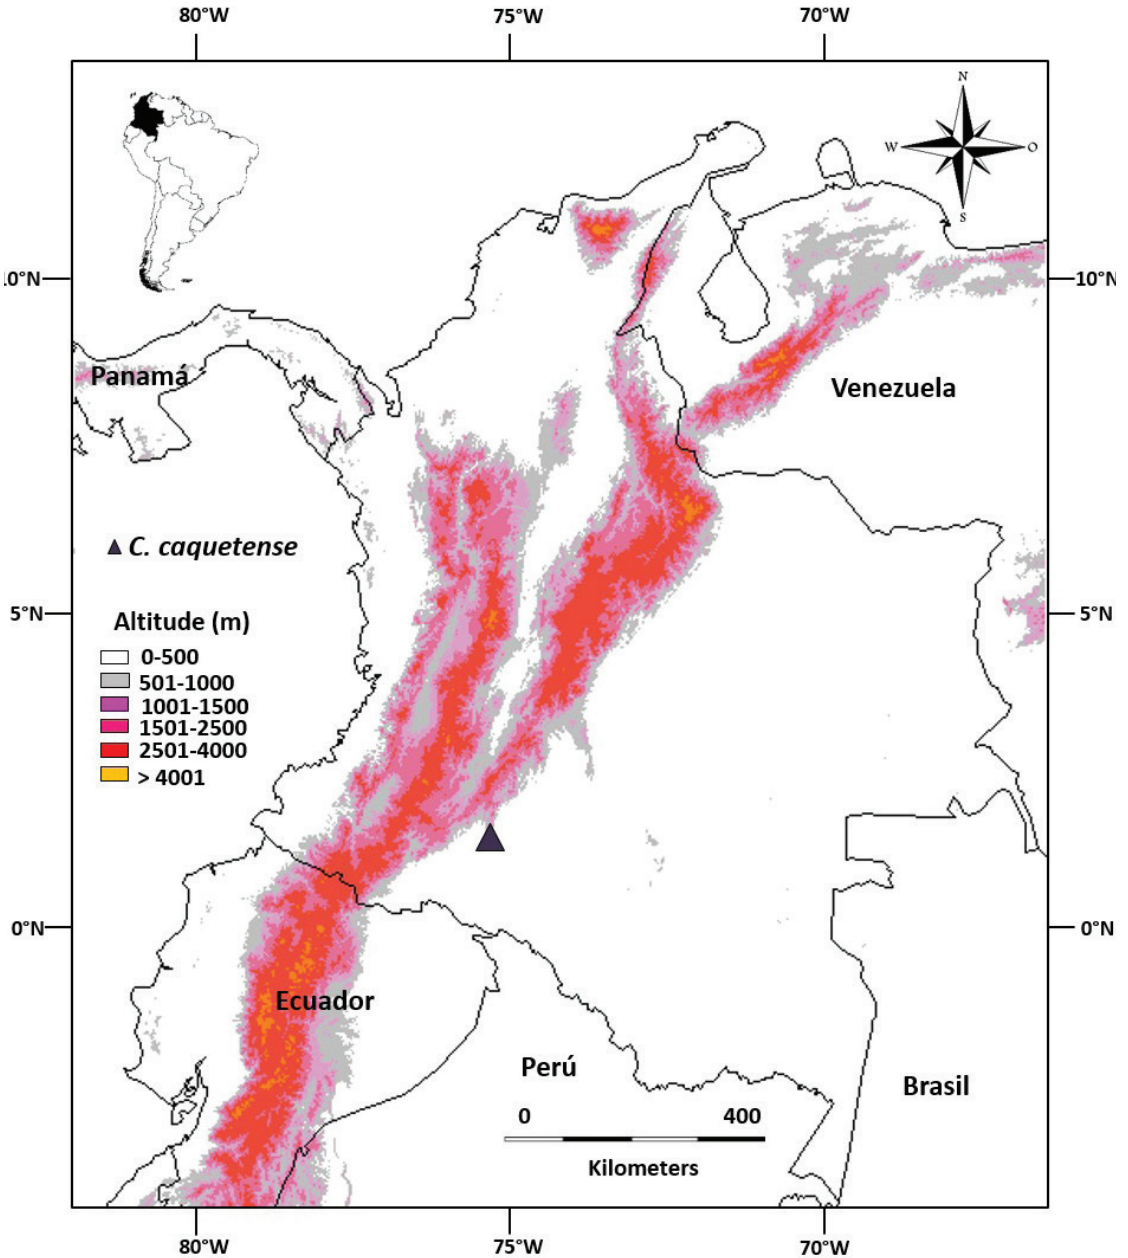 80°W 75°W 70°W
N
W O
S
10°N 10°N
Panamá
Venezuela
C. caquetense
5°N 5°N
Altitude (m)
0-500
501-1000
1001-1500
1501-2500
2501-4000
> 4001
0°N 0°N
Ecuador
Perú
Brasil
0 400
Kilometers
80°W 75°W 70°W